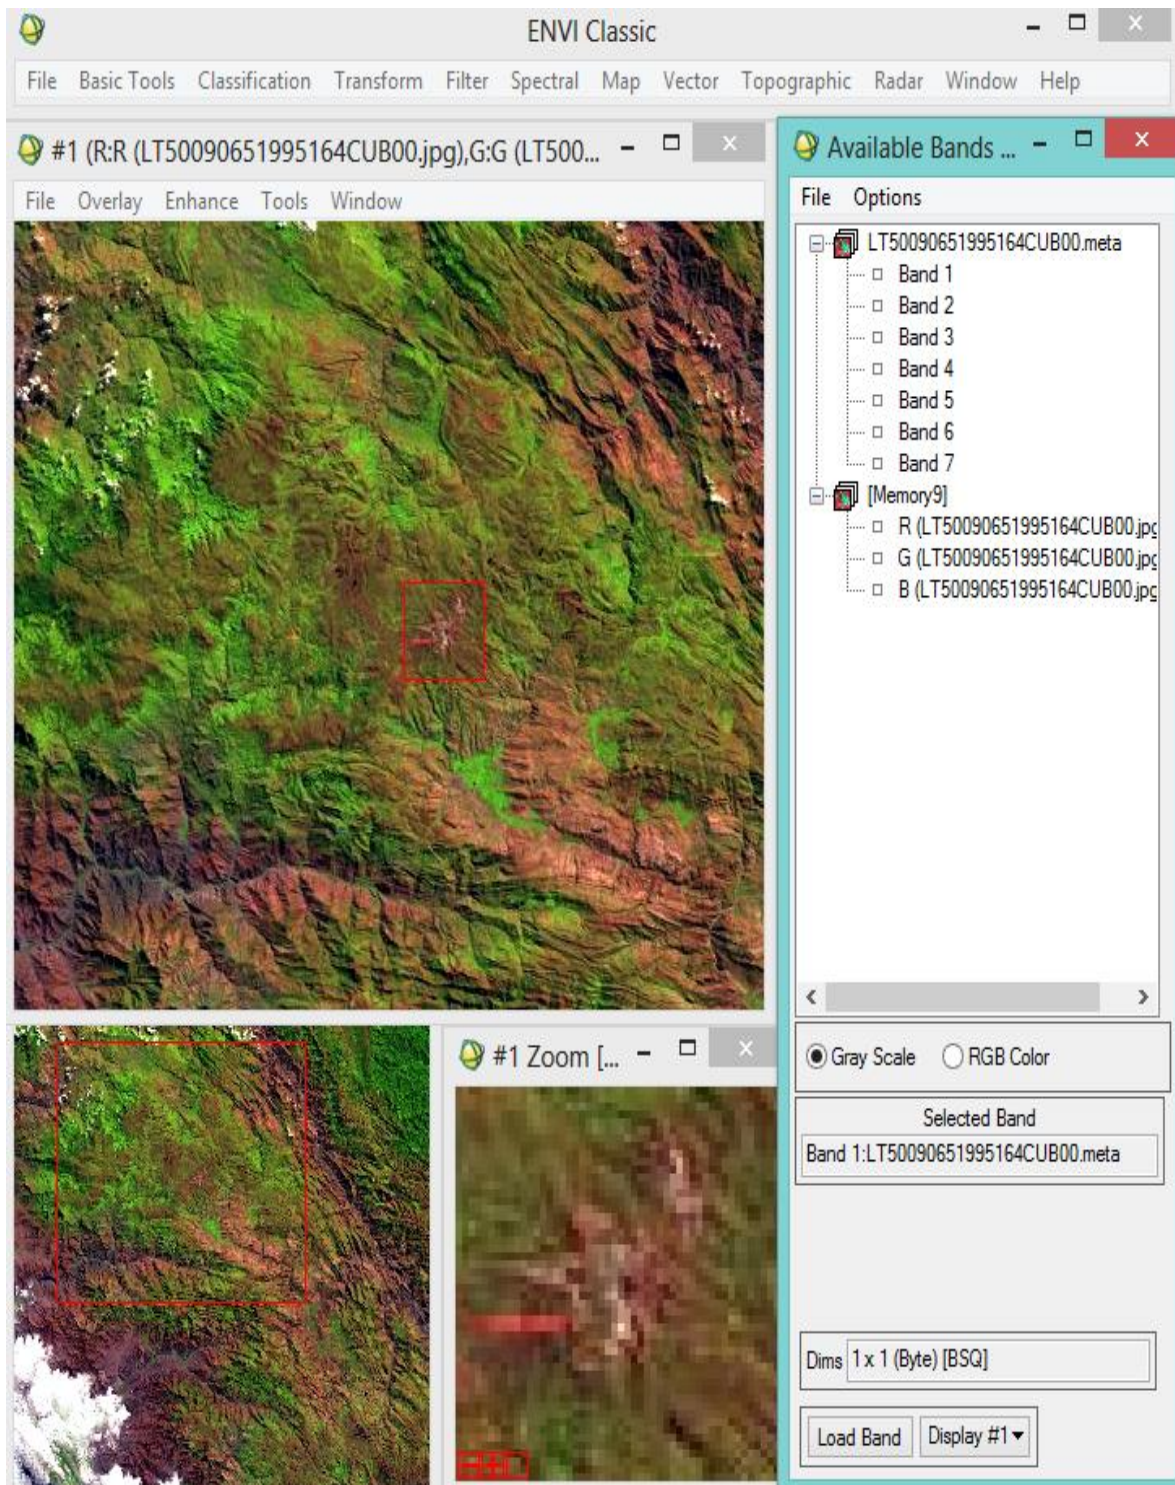 ENVI Classic
File Basic Tools Classification Transform Filter Spectral Map Vector Topographic Radar Window Help
#1 (R:R (LT50090651995164CUB00.jpg),G:G (LT500...
File Overlay Enhance Tools Window
Available Bands ...
File Options
LT50090651995164CUB00.meta
Band 1
Band 2
Band 3
Band 4
Band 5
Band 6
Band 7
[Memory9]
R (LT50090651995164CUB00.jpg
G (LT50090651995164CUB00.jpg
B (LT50090651995164CUB00.jpg
Gray Scale RGB Color
Selected Band
Band 1:LT50090651995164CUB00.meta
Dims 1 x 1 (Byte) [BSQ]
Load Band Display #1
#1 Zoom [...